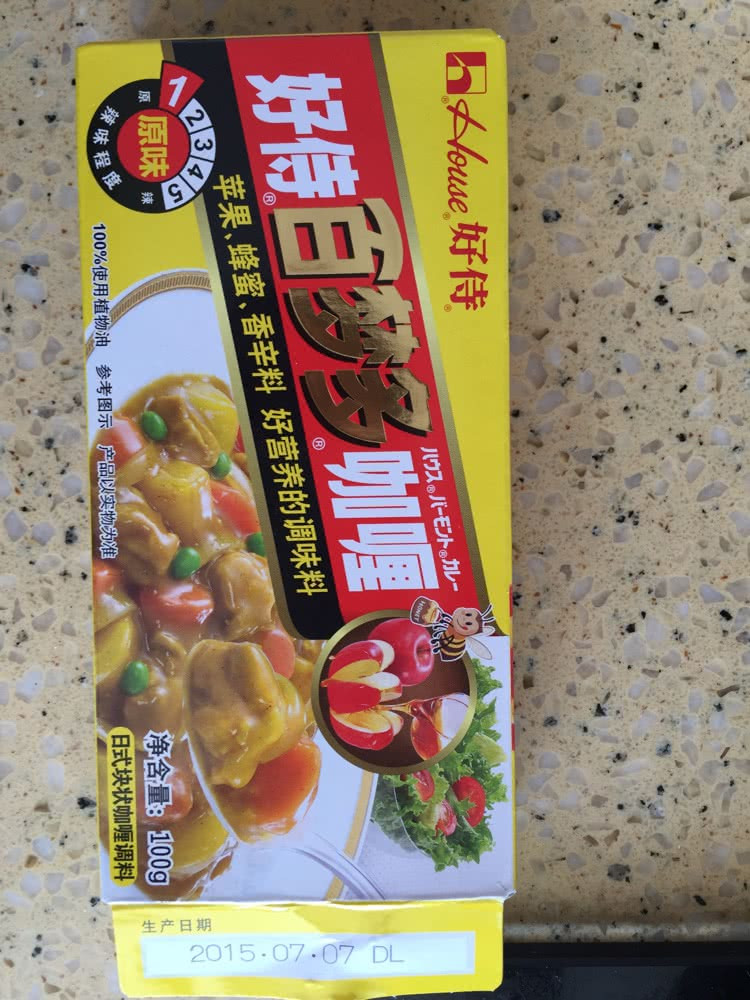 House® 好侍®
ハウス®バーモント®カレー
好侍®
百梦多®
咖喱
苹果、蜂蜜、香辛料 好营养的调味料
1 2 3 4 5
原 辣
原味
辣味程度
100%使用植物油 参考图示 产品以实物为准
HONEY
净含量：100g
日式块状咖喱调料
生产日期
2015.07.07 DL